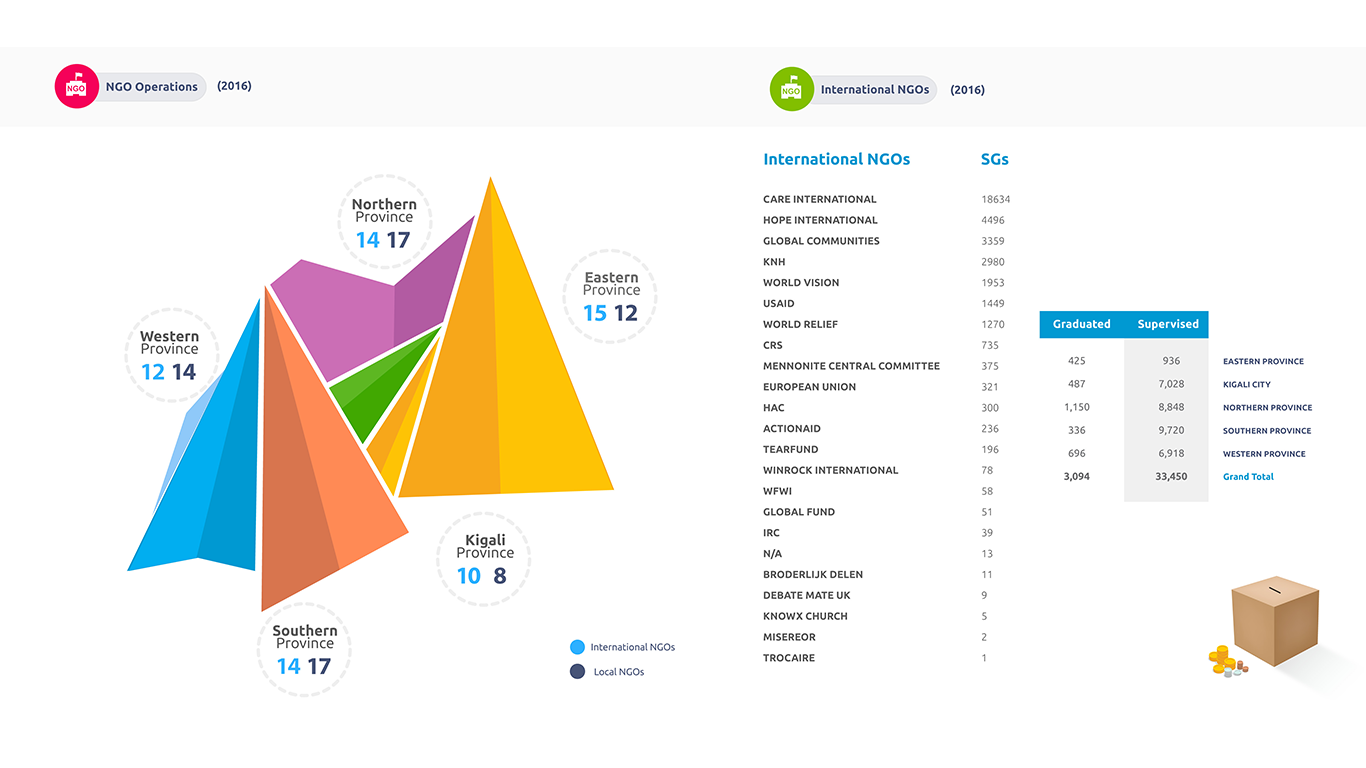 NGO
NGO Operations
(2016)
Northern
Province
14 17
Eastern
Province
15 12
Western
Province
12 14
Kigali
Province
10 8
Southern
Province
14 17
International NGOs
Local NGOs
NGO
International NGOs
(2016)
International NGOs SGs
CARE INTERNATIONAL 18634
HOPE INTERNATIONAL 4496
GLOBAL COMMUNITIES 3359
KNH 2980
WORLD VISION 1953
USAID 1449
WORLD RELIEF 1270
CRS 735
MENNONITE CENTRAL COMMITTEE 375
EUROPEAN UNION 321
HAC 300
ACTIONAID 236
TEARFUND 196
WINROCK INTERNATIONAL 78
WFWI 58
GLOBAL FUND 51
IRC 39
N/A 13
BRODERLIJK DELEN 11
DEBATE MATE UK 9
KNOWX CHURCH 5
MISEREOR 2
TROCAIRE 1
Graduated Supervised
425 936 EASTERN PROVINCE
487 7,028 KIGALI CITY
1,150 8,848 NORTHERN PROVINCE
336 9,720 SOUTHERN PROVINCE
696 6,918 WESTERN PROVINCE
3,094 33,450 Grand Total